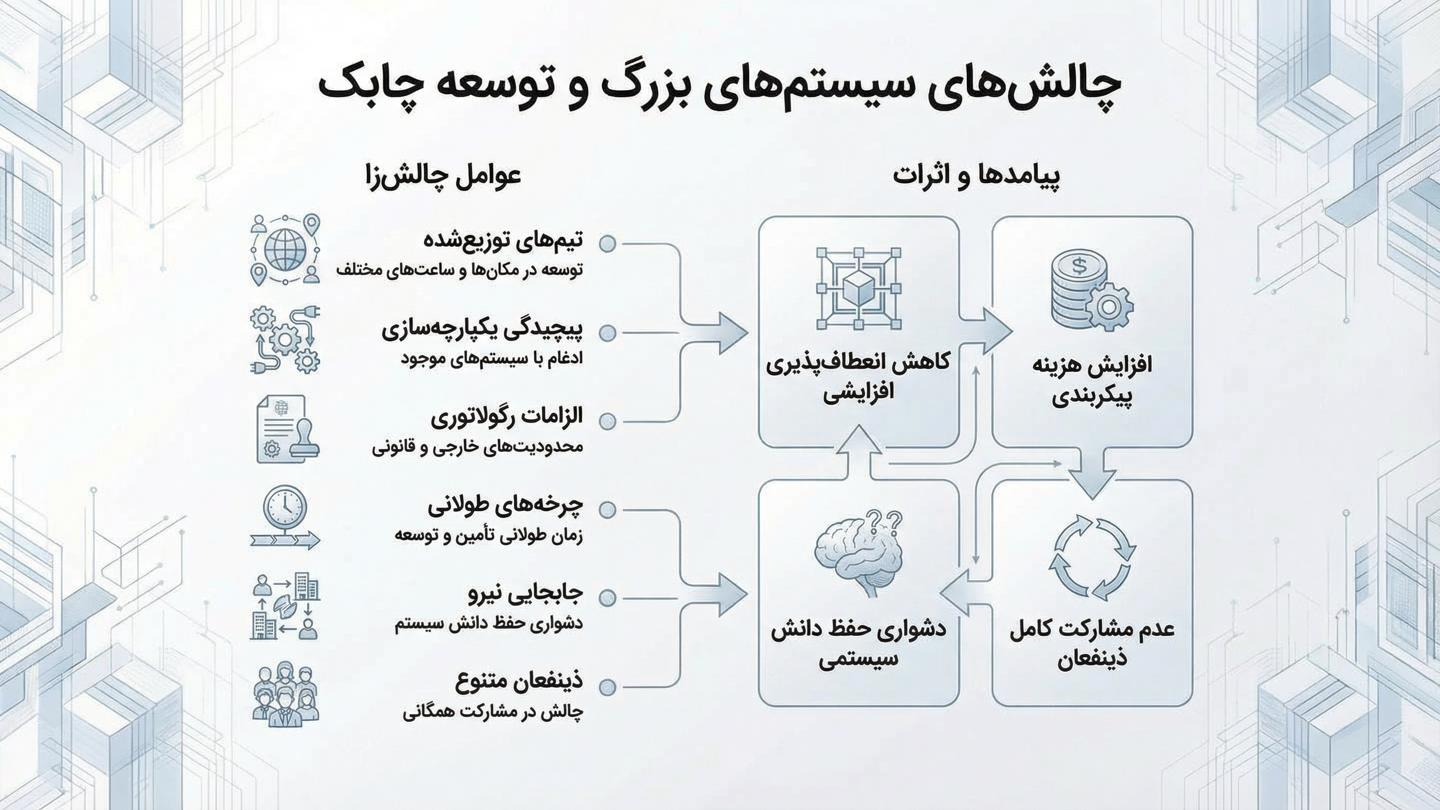 چالش‌های سیستم‌های بزرگ و توسعه چابک
پیامدها و اثرات
افزایش هزینه
پیکربندی
کاهش انعطاف‌پذیری
افزایشی
عدم مشارکت کامل
ذینفعان
دشواری حفظ دانش
سیستمی
??
$
عوامل چالش‌زا
تیم‌های توزیع‌شده
توسعه در مکان‌ها و ساعت‌های مختلف
پیچیدگی یکپارچه‌سازی
ادغام با سیستم‌های موجود
الزامات رگولاتوری
محدودیت‌های خارجی و قانونی
چرخه‌های طولانی
زمان طولانی تأمین و توسعه
جابجایی نیرو
دشواری حفظ دانش سیستم
ذینفعان متنوع
چالش در مشارکت همگانی